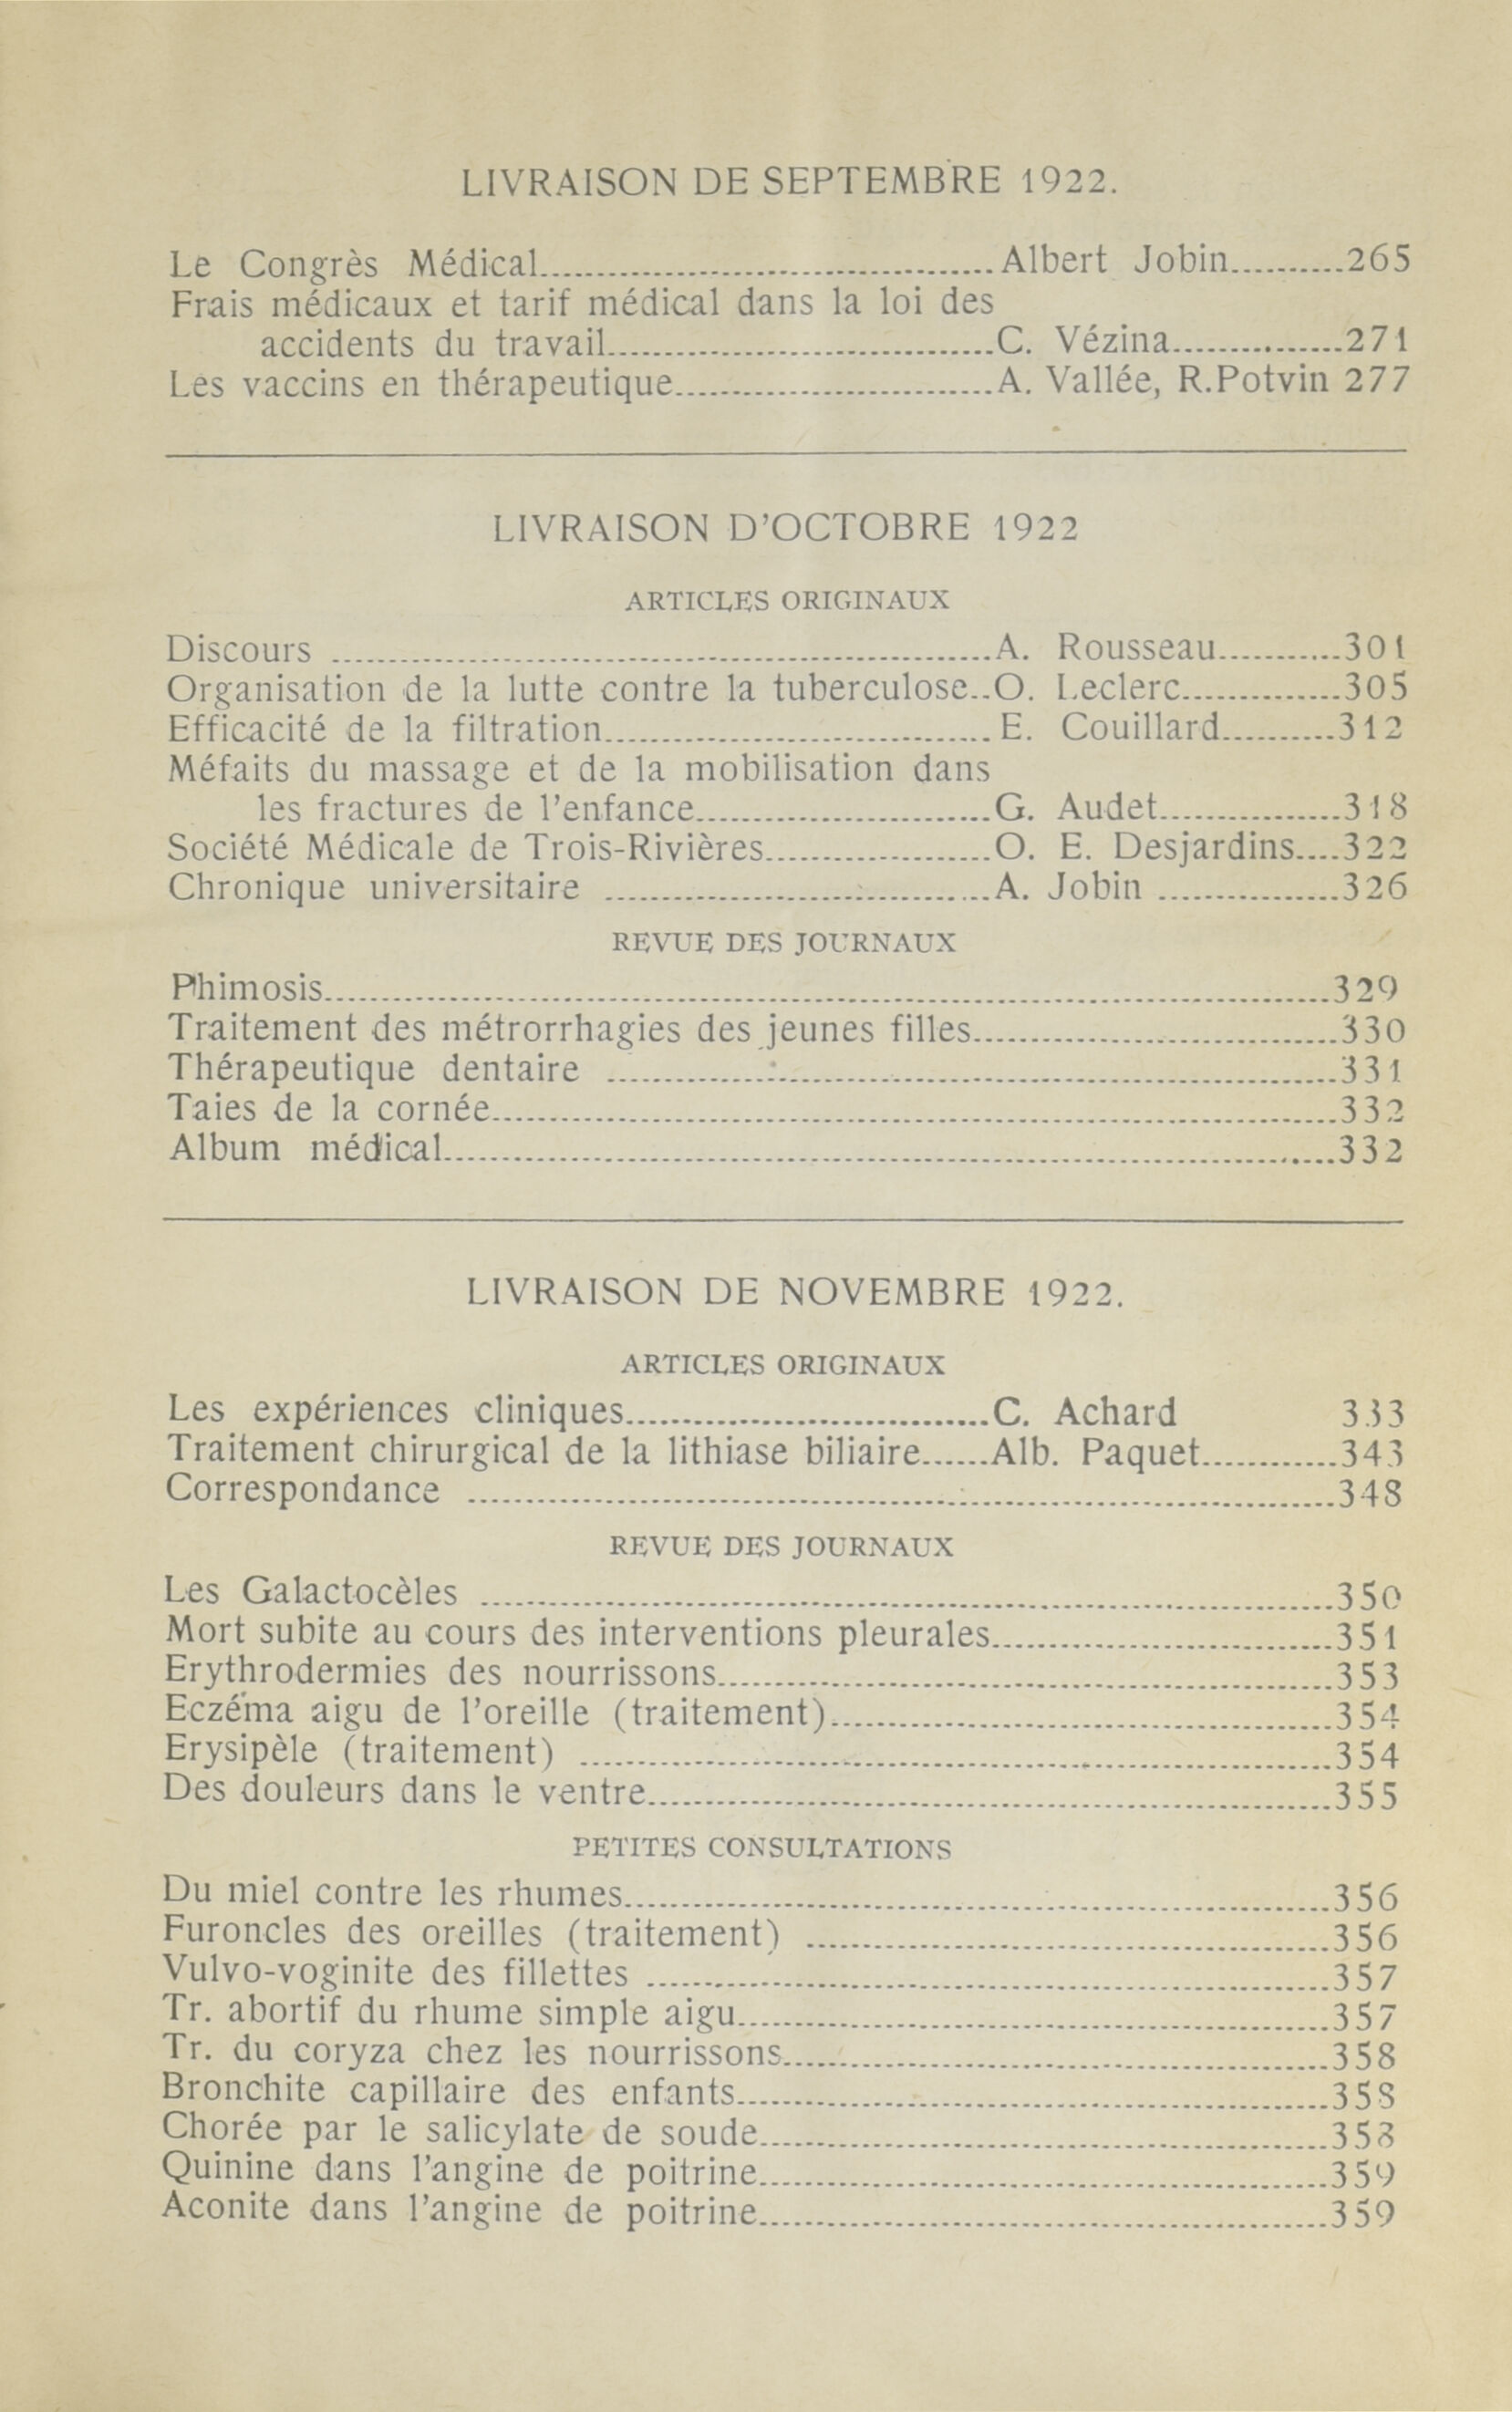 LIVRAISON DE SEPTEMBRE 1922.
Le Congrès Médical........................................Albert Jobin..........265
Frais médicaux et tarif médical dans la loi des
accidents du travail..................................C. Vézina...............271
Les vaccins en thérapeutique............................A. Vallée, R.Potvin 277
LIVRAISON D'OCTOBRE 1922
ARTICLES ORIGINAUX
Discours ..........................................................A. Rousseau...........301
Organisation de la lutte contre la tuberculose..O. Leclerc..............305
Efficacité de la filtration..................................E. Couillard..........312
Méfaits du massage et de la mobilisation dans
les fractures de l'enfance..........................G. Audet................318
Société Médicale de Trois-Rivières....................O. E. Desjardins....322
Chronique universitaire ..................................A. Jobin ................326
REVUE DES JOURNAUX
Phimosis........................................................................................329
Traitement des métrorrhagies des jeunes filles................................330
Thérapeutique dentaire ................................................................331
Taies de la cornée..........................................................................332
Album médical..............................................................................332
LIVRAISON DE NOVEMBRE 1922.
ARTICLES ORIGINAUX
Les expériences cliniques................................C. Achard 333
Traitement chirurgical de la lithiase biliaire......Alb. Paquet............343
Correspondance ............................................................................348
REVUE DES JOURNAUX
Les Galactocèles ..........................................................................350
Mort subite au cours des interventions pleurales..............................351
Erythrodermies des nourrissons......................................................353
Eczéma aigu de l'oreille (traitement)............................................354
Erysipèle (traitement) ..................................................................354
Des douleurs dans le ventre............................................................355
PETITES CONSULTATIONS
Du miel contre les rhumes..............................................................356
Furoncles des oreilles (traitement) ..............................................356
Vulvo-voginite des fillettes ............................................................357
Tr. abortif du rhume simple aigu....................................................357
Tr. du coryza chez les nourrissons................................................358
Bronchite capillaire des enfants....................................................358
Chorée par le salicylate de soude..................................................358
Quinine dans l'angine de poitrine..................................................359
Aconite dans l'angine de poitrine..................................................359